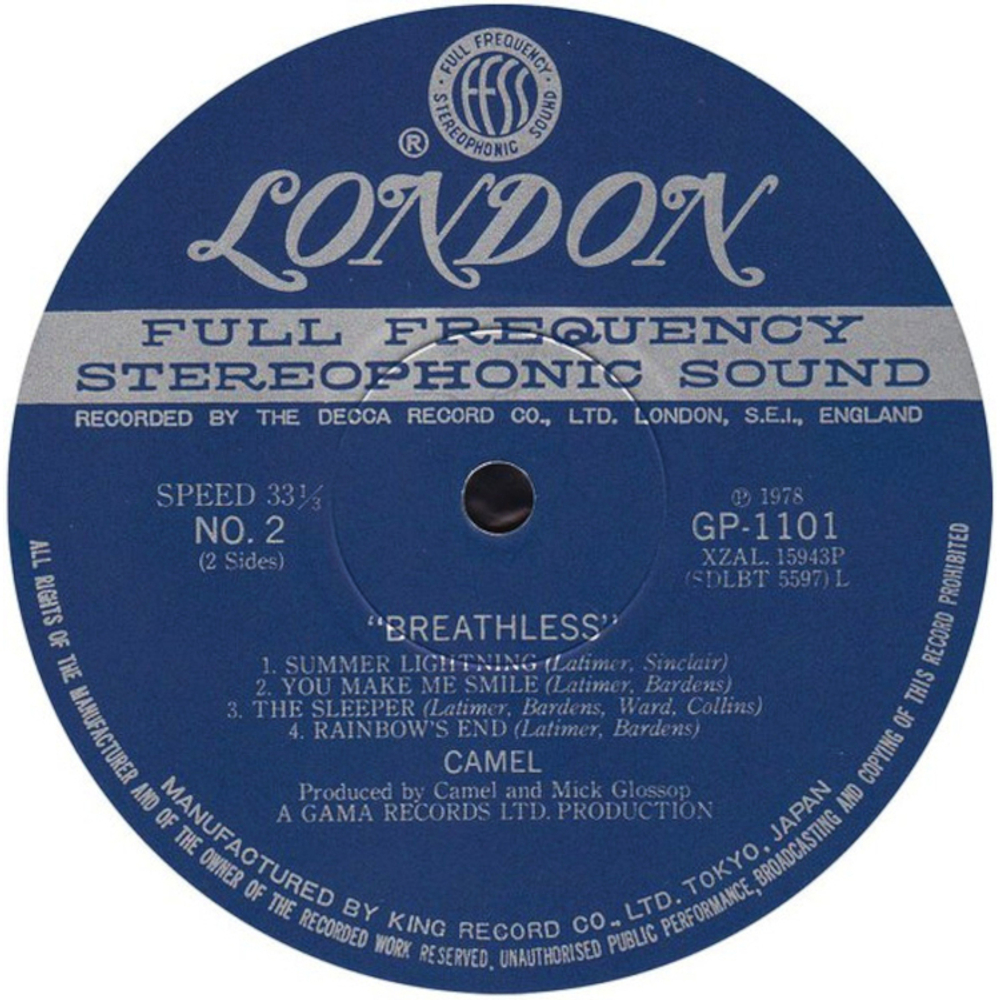 FULL FREQUENCY
FFSS
STEREOPHONIC SOUND
®
LONDON
FULL FREQUENCY
STEREOPHONIC SOUND
RECORDED BY THE DECCA RECORD CO., LTD. LONDON, S.E.I., ENGLAND
SPEED 33⅓
NO. 2
(2 Sides)
℗ 1978
GP-1101
XZAL. 15943P
(SDLBT 5597) L
"BREATHLESS"
1. SUMMER LIGHTNING (Latimer, Sinclair)
2. YOU MAKE ME SMILE (Latimer, Bardens)
3. THE SLEEPER (Latimer, Bardens, Ward, Collins)
4. RAINBOW'S END (Latimer, Bardens)
CAMEL
Produced by Camel and Mick Glossop
A GAMA RECORDS LTD. PRODUCTION
MANUFACTURED BY KING RECORD CO., LTD. TOKYO, JAPAN
ALL RIGHTS OF THE MANUFACTURER AND OF THE OWNER OF THE RECORDED WORK RESERVED, UNAUTHORISED PUBLIC PERFORMANCE, BROADCASTING AND COPYING OF THIS RECORD PROHIBITED